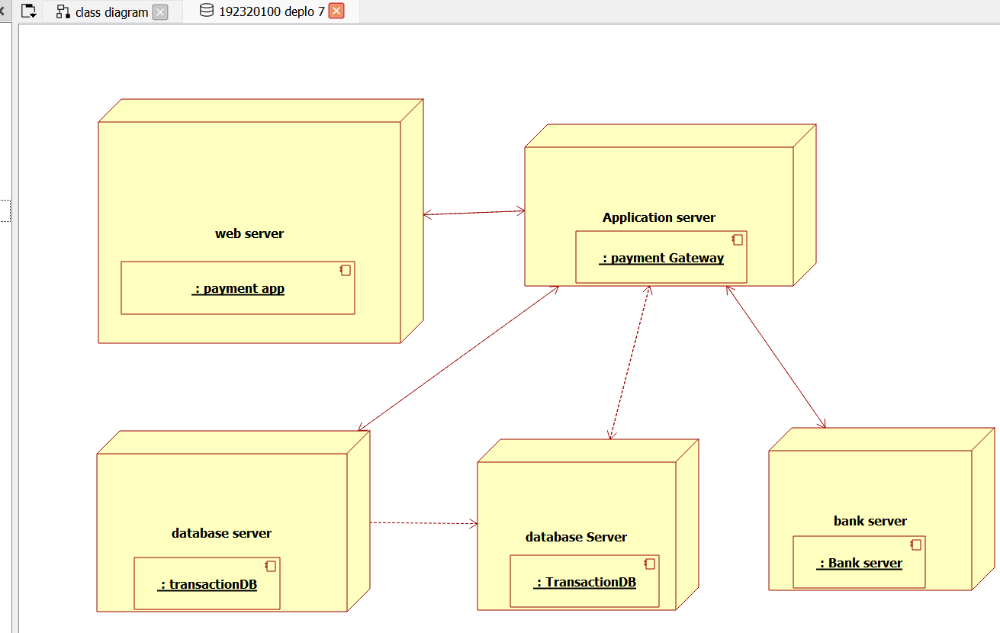 class diagram
192320100 deplo 7
web server
: payment app
Application server
: payment Gateway
database server
: transactionDB
database Server
: TransactionDB
bank server
: Bank server